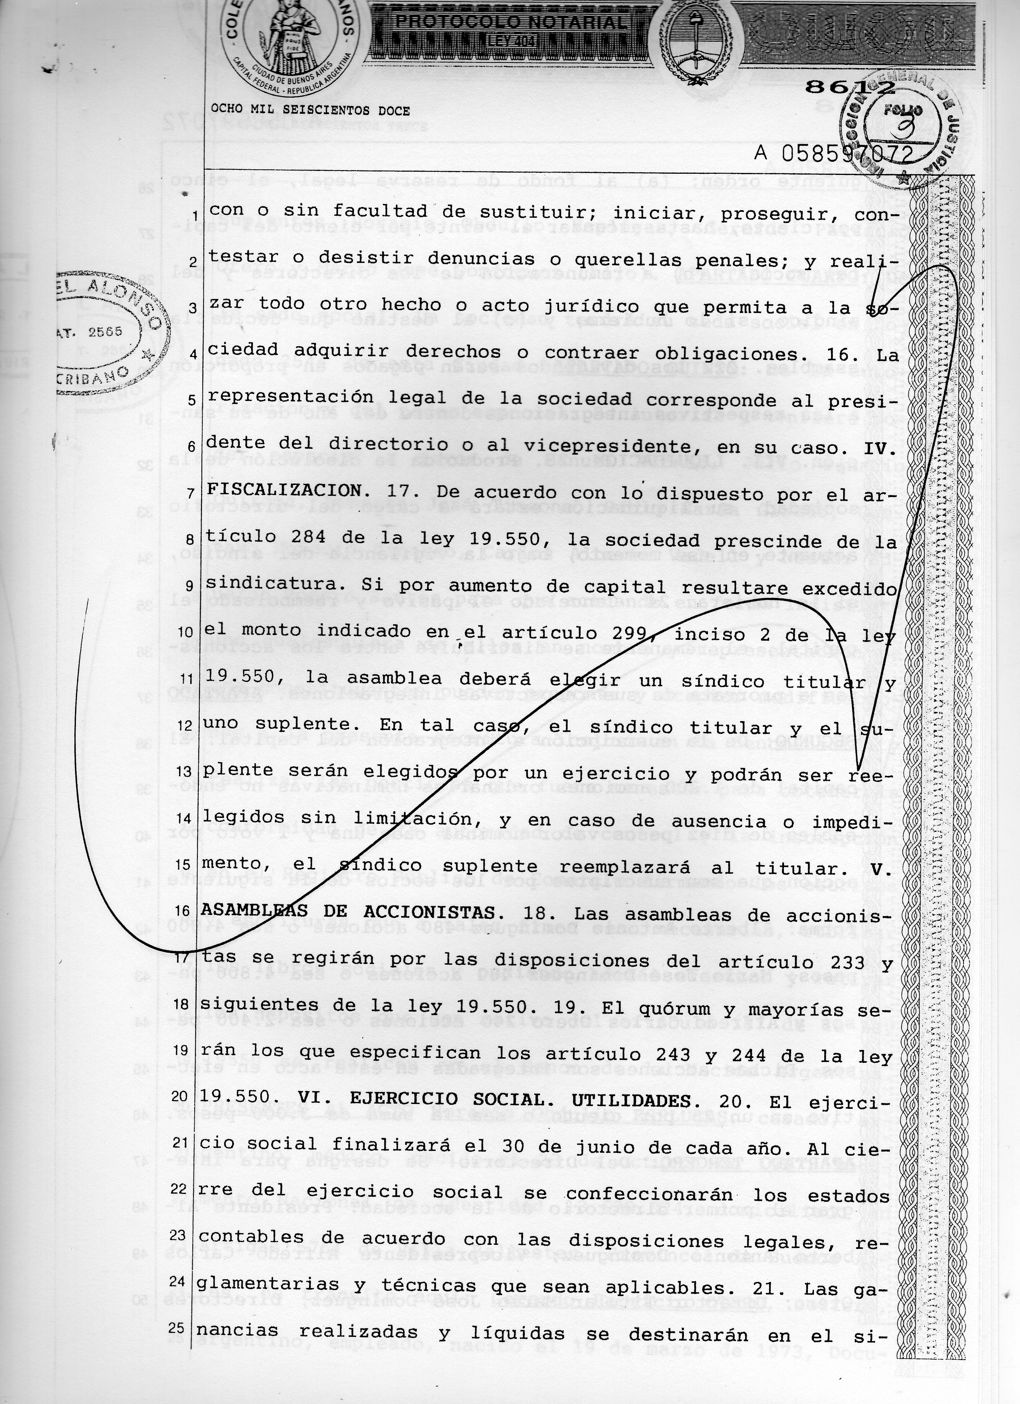 PROTOCOLO NOTARIAL
LEY 404
CIUDAD DE BUENOS AIRES
CAPITAL FEDERAL - REPUBLICA ARGENTINA
8612
OCHO MIL SEISCIENTOS DOCE
INSPECCION GENERAL DE JUSTICIA
FOLIO
3
A 058597072
1 con o sin facultad de sustituir; iniciar, proseguir, con-
2 testar o desistir denuncias o querellas penales; y reali-
3 zar todo otro hecho o acto jurídico que permita a la so-
4 ciedad adquirir derechos o contraer obligaciones. 16. La
5 representación legal de la sociedad corresponde al presi-
6 dente del directorio o al vicepresidente, en su caso. IV.
7 FISCALIZACION. 17. De acuerdo con lo dispuesto por el ar-
8 tículo 284 de la ley 19.550, la sociedad prescinde de la
9 sindicatura. Si por aumento de capital resultare excedido
10 el monto indicado en el artículo 299, inciso 2 de la ley
11 19.550, la asamblea deberá elegir un síndico titular y
12 uno suplente. En tal caso, el síndico titular y el su-
13 plente serán elegidos por un ejercicio y podrán ser ree-
14 legidos sin limitación, y en caso de ausencia o impedi-
15 mento, el síndico suplente reemplazará al titular. V.
16 ASAMBLEAS DE ACCIONISTAS. 18. Las asambleas de accionis-
17 tas se regirán por las disposiciones del artículo 233 y
18 siguientes de la ley 19.550. 19. El quórum y mayorías se-
19 rán los que especifican los artículo 243 y 244 de la ley
20 19.550. VI. EJERCICIO SOCIAL. UTILIDADES. 20. El ejerci-
21 cio social finalizará el 30 de junio de cada año. Al cie-
22 rre del ejercicio social se confeccionarán los estados
23 contables de acuerdo con las disposiciones legales, re-
24 glamentarias y técnicas que sean aplicables. 21. Las ga-
25 nancias realizadas y líquidas se destinarán en el si-
EL ALONSO
AT. 2565
CRIBANO